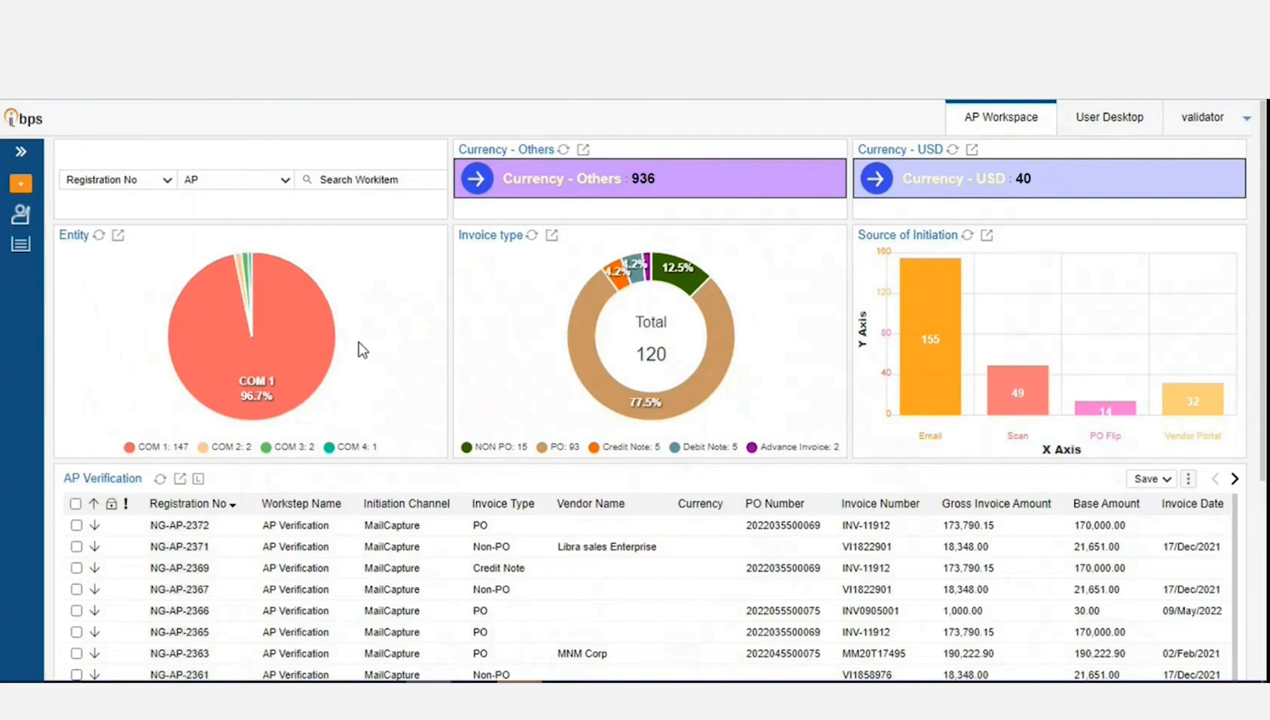 ibps
AP Workspace User Desktop validator
Registration No AP Search Workitem
Currency - Others
Currency - Others : 936
Currency - USD
Currency - USD : 40
Entity
COM 1
96.7%
COM 1: 147 COM 2: 2 COM 3: 2 COM 4: 1
Invoice type
4.2% 4.2% 12.5%
Total
120
77.5%
NON PO: 15 PO: 93 Credit Note: 5 Debit Note: 5 Advance Invoice: 2
Source of Initiation
160
120
80
40
0
Y Axis
155 49 14 32
Email Scan PO Flip Vendor Portal
X Axis
AP Verification L Save
! Registration No Workstep Name Initiation Channel Invoice Type Vendor Name Currency PO Number Invoice Number Gross Invoice Amount Base Amount Invoice Date
NG-AP-2372 AP Verification MailCapture PO 2022035500069 INV-11912 173,790.15 170,000.00
NG-AP-2371 AP Verification MailCapture Non-PO Libra sales Enterprise VI1822901 18,348.00 21,651.00 17/Dec/2021
NG-AP-2369 AP Verification MailCapture Credit Note 2022035500069 INV-11912 173,790.15 170,000.00
NG-AP-2367 AP Verification MailCapture Non-PO VI1822901 18,348.00 21,651.00 17/Dec/2021
NG-AP-2366 AP Verification MailCapture PO 2022055500075 INV0905001 1,000.00 30.00 09/May/2022
NG-AP-2365 AP Verification MailCapture PO 2022035500069 INV-11912 173,790.15 170,000.00
NG-AP-2363 AP Verification MailCapture PO MNM Corp 2022045500075 MM20T17495 190,222.90 190,222.90 02/Feb/2021
NG-AP-2361 AP Verification MailCapture Non-PO VI1858976 18,348.00 21,651.00 17/Dec/2021